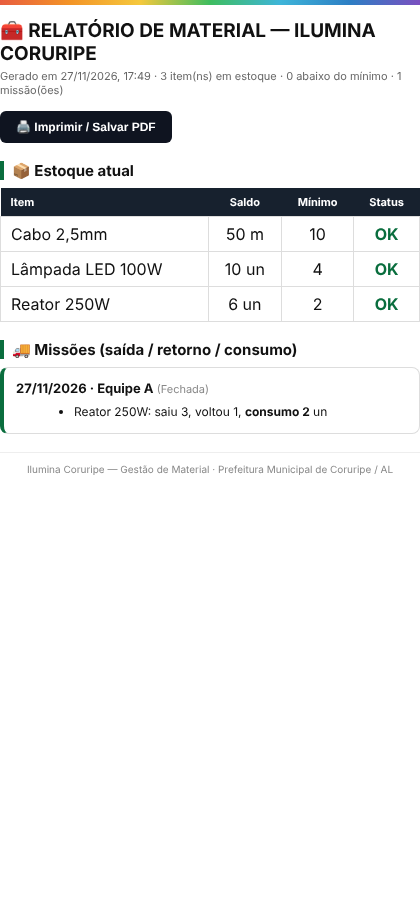 🧰 RELATÓRIO DE MATERIAL — ILUMINA
CORURIPE
Gerado em 27/11/2026, 17:49 · 3 item(ns) em estoque · 0 abaixo do mínimo · 1
missão(ões)
🖨️ Imprimir / Salvar PDF
📦 Estoque atual
Item Saldo Mínimo Status
Cabo 2,5mm 50 m 10 OK
Lâmpada LED 100W 10 un 4 OK
Reator 250W 6 un 2 OK
🚚 Missões (saída / retorno / consumo)
27/11/2026 · Equipe A (Fechada)
• Reator 250W: saiu 3, voltou 1, consumo 2 un
Ilumina Coruripe — Gestão de Material · Prefeitura Municipal de Coruripe / AL